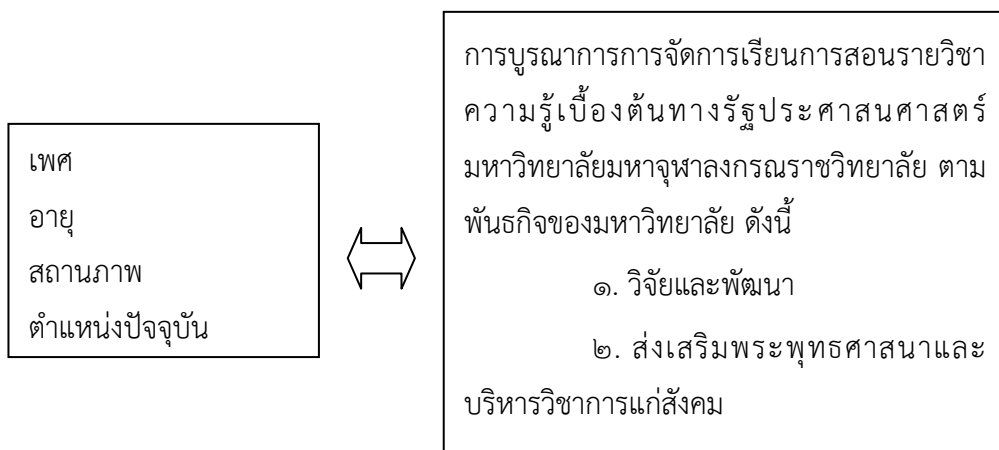 เพศ
อายุ
สถานภาพ
ตำแหน่งปัจจุบัน
การบูรณาการการจัดการเรียนการสอนรายวิชา
ความรู้เบื้องต้นทางรัฐประศาสนศาสตร์
มหาวิทยาลัยมหาจุฬาลงกรณราชวิทยาลัย ตาม
พันธกิจของมหาวิทยาลัย ดังนี้
๑. วิจัยและพัฒนา
๒. ส่งเสริมพระพุทธศาสนาและ
บริหารวิชาการแก่สังคม